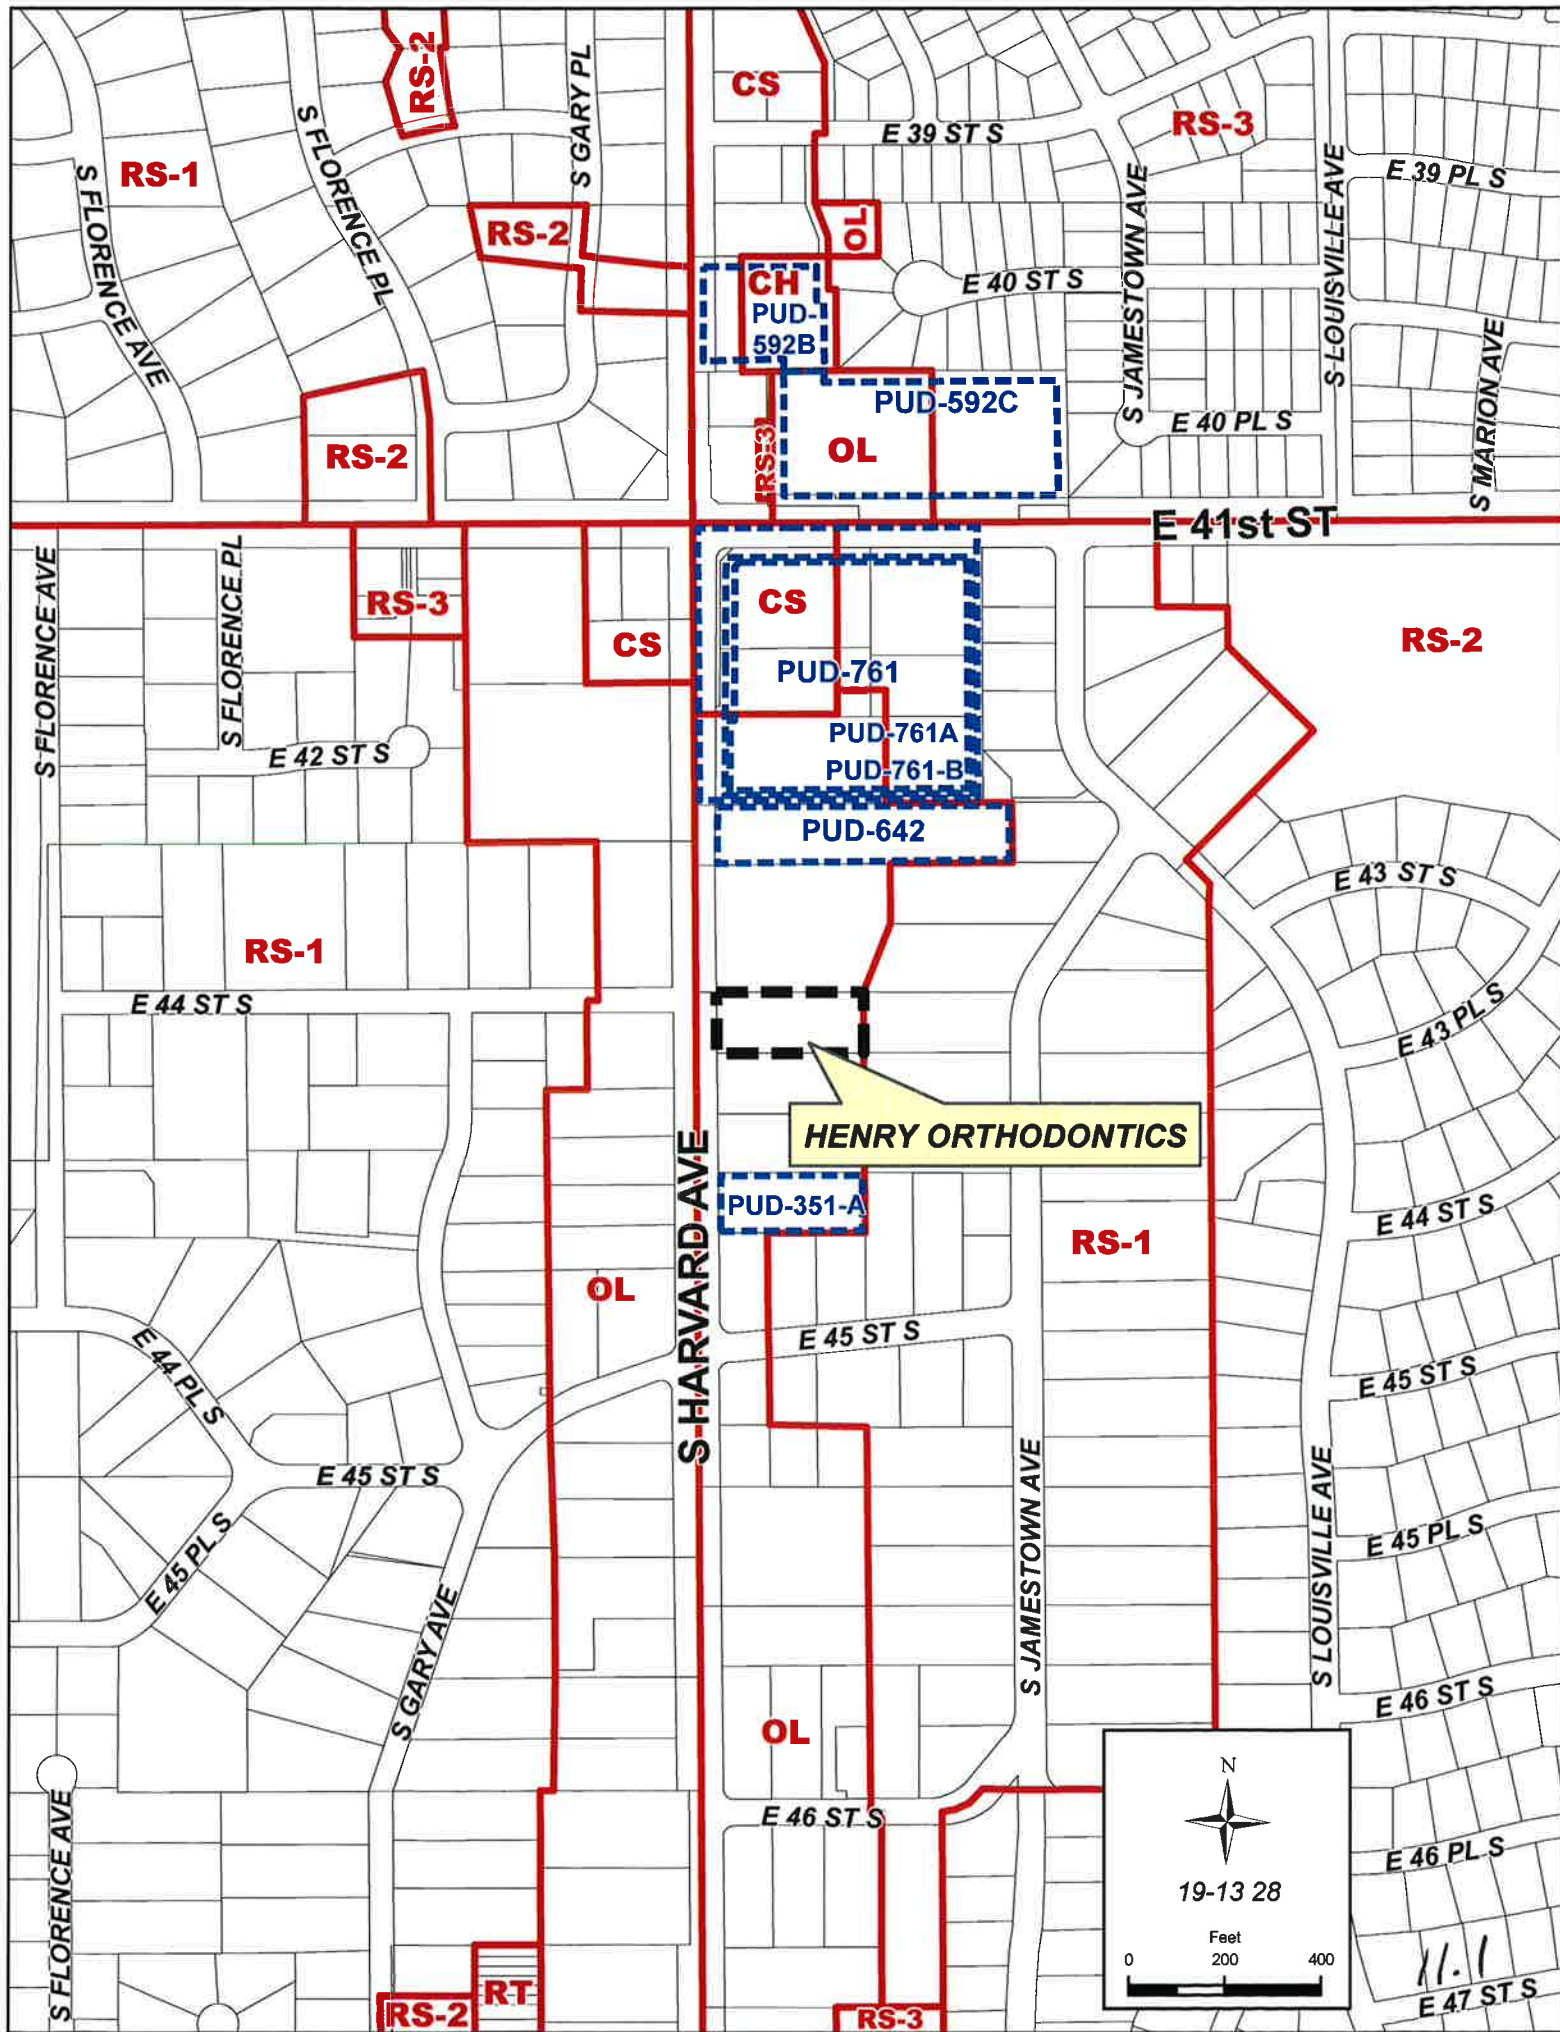 RS-2
CS
S GARY PL
RS-3
E 39 ST S
S FLORENCE PL
RS-1
E 39 PL S
S FLORENCE AVE
S JAMESTOWN AVE
S LOUISVILLE AVE
RS-2
OL
E 40 ST S
CH
PUD-
592B
S MARION AVE
PUD-592C
E 40 PL S
RS-2
RS-3
OL
E 41st ST
S FLORENCE AVE
S FLORENCE PL
RS-3
CS
CS
RS-2
PUD-761
PUD-761A
E 42 ST S
PUD-761-B
PUD-642
E 43 ST S
RS-1
E 44 ST S
E 43 PL S
HENRY ORTHODONTICS
S HARVARD AVE
PUD-351-A
E 44 ST S
RS-1
OL
E 45 ST S
E 44 PL S
E 45 ST S
E 45 ST S
S JAMESTOWN AVE
S LOUISVILLE AVE
E 45 PL S
E 45 PL S
S GARY AVE
E 46 ST S
OL
E 46 ST S
S FLORENCE AVE
N
19-13 28
Feet
0 200 400
E 46 PL S
11.1
RT
RS-2
RS-3
E 47 ST S